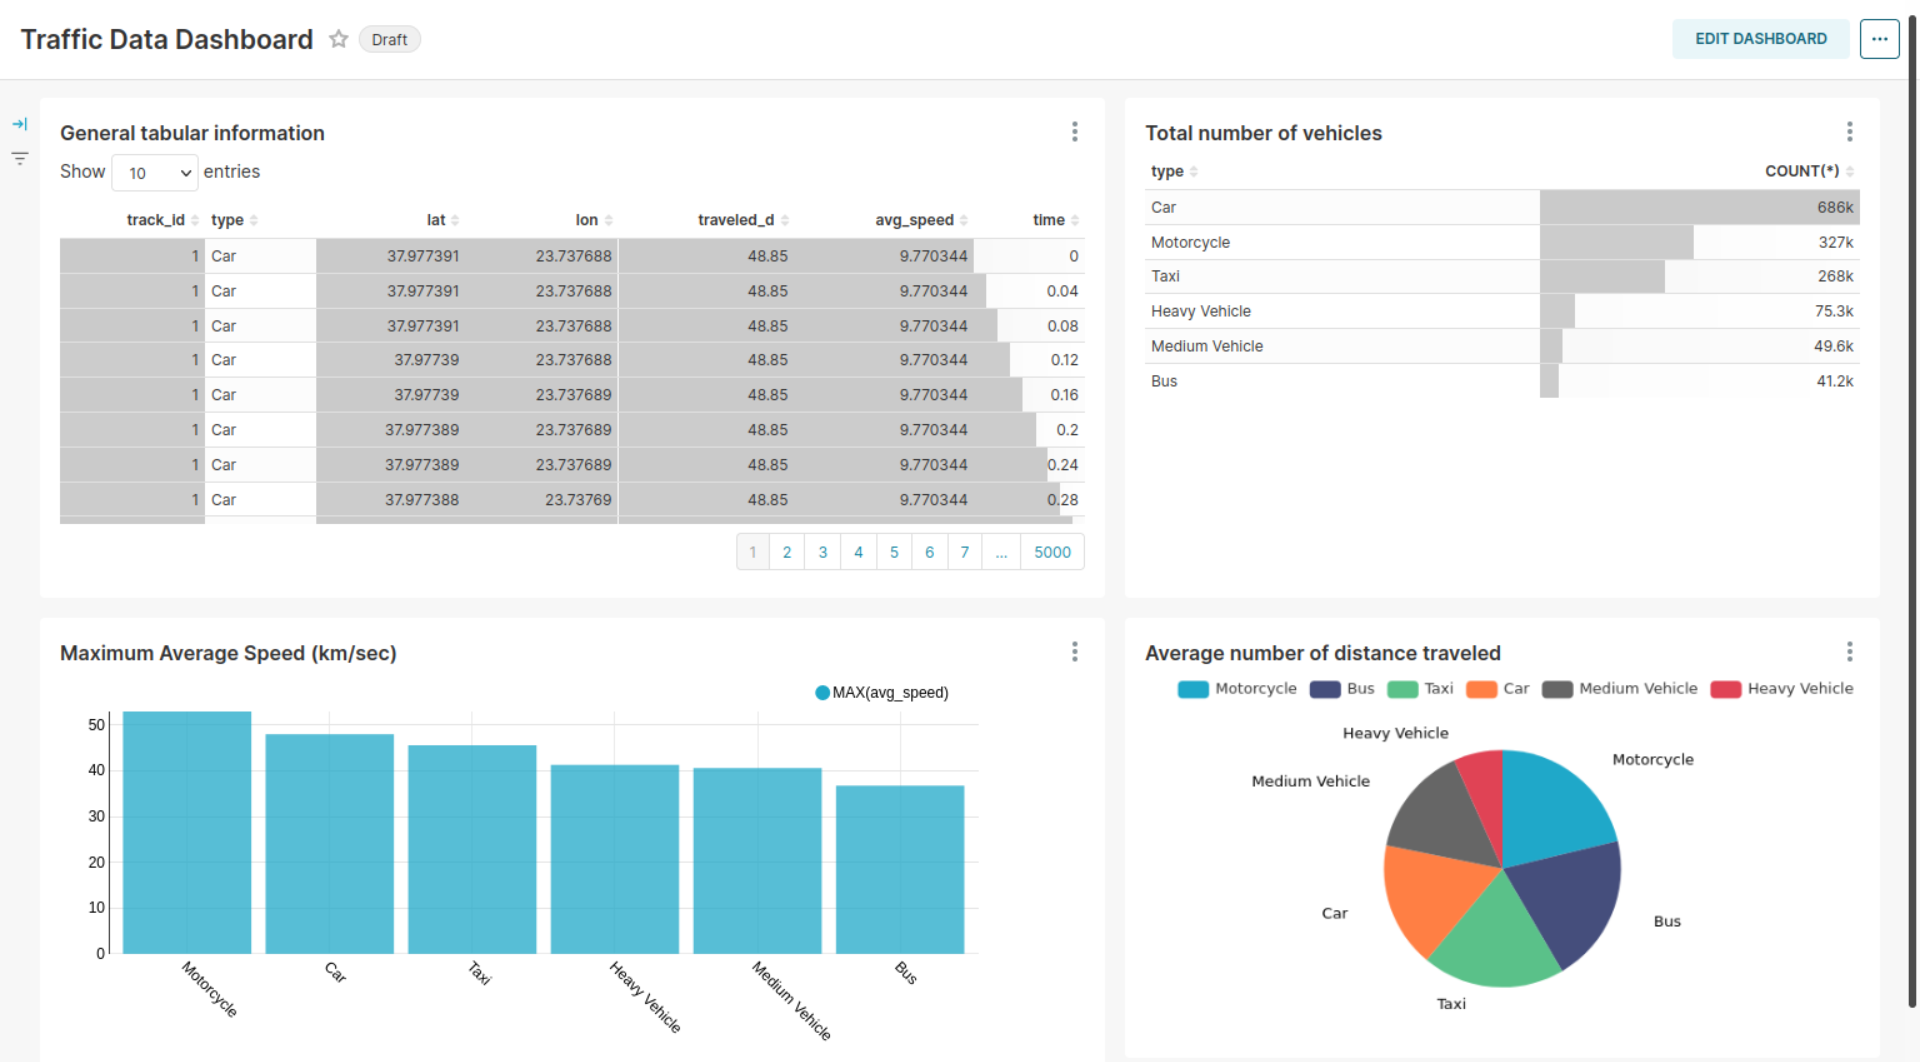 Traffic Data Dashboard Draft EDIT DASHBOARD ...
General tabular information
Show 10 entries
track_id type lat lon traveled_d avg_speed time
1 Car 37.977391 23.737688 48.85 9.770344 0
1 Car 37.977391 23.737688 48.85 9.770344 0.04
1 Car 37.977391 23.737688 48.85 9.770344 0.08
1 Car 37.97739 23.737688 48.85 9.770344 0.12
1 Car 37.97739 23.737689 48.85 9.770344 0.16
1 Car 37.977389 23.737689 48.85 9.770344 0.2
1 Car 37.977389 23.737689 48.85 9.770344 0.24
1 Car 37.977388 23.73769 48.85 9.770344 0.28
1 2 3 4 5 6 7 ... 5000
Total number of vehicles
type COUNT(*)
Car 686k
Motorcycle 327k
Taxi 268k
Heavy Vehicle 75.3k
Medium Vehicle 49.6k
Bus 41.2k
Maximum Average Speed (km/sec)
MAX(avg_speed)
50
40
30
20
10
0
Motorcycle Car Taxi Heavy Vehicle Medium Vehicle Bus
Average number of distance traveled
Motorcycle Bus Taxi Car Medium Vehicle Heavy Vehicle
Heavy Vehicle
Motorcycle
Medium Vehicle
Car
Bus
Taxi